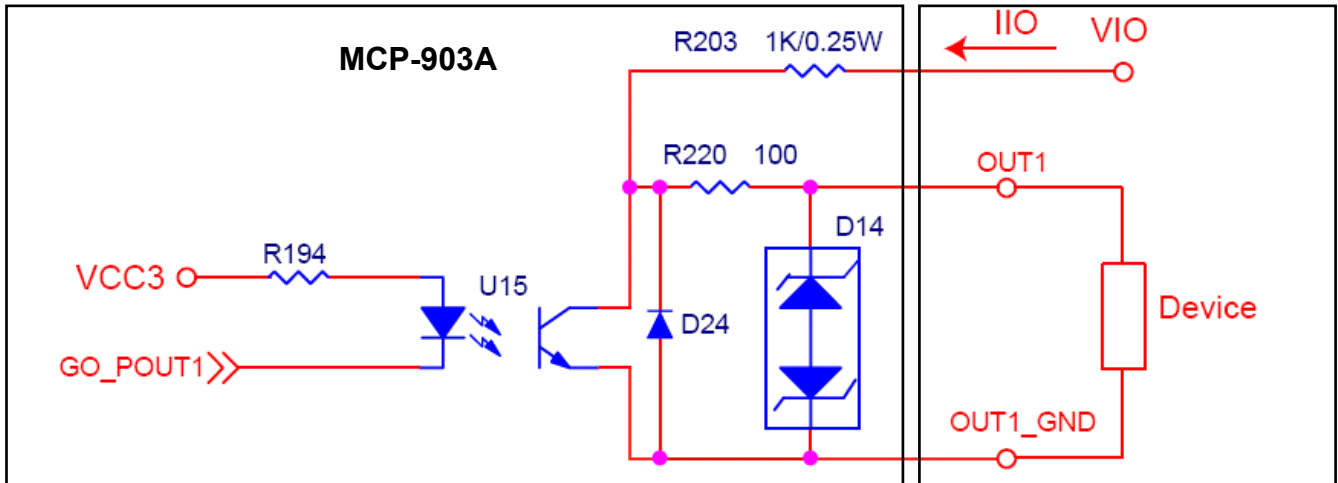 IIO
VIO
R203 1K/0.25W
MCP-903A
R220 100
OUT1
D14
R194
VCC3
U15
D24
Device
GO_POUT1
OUT1_GND